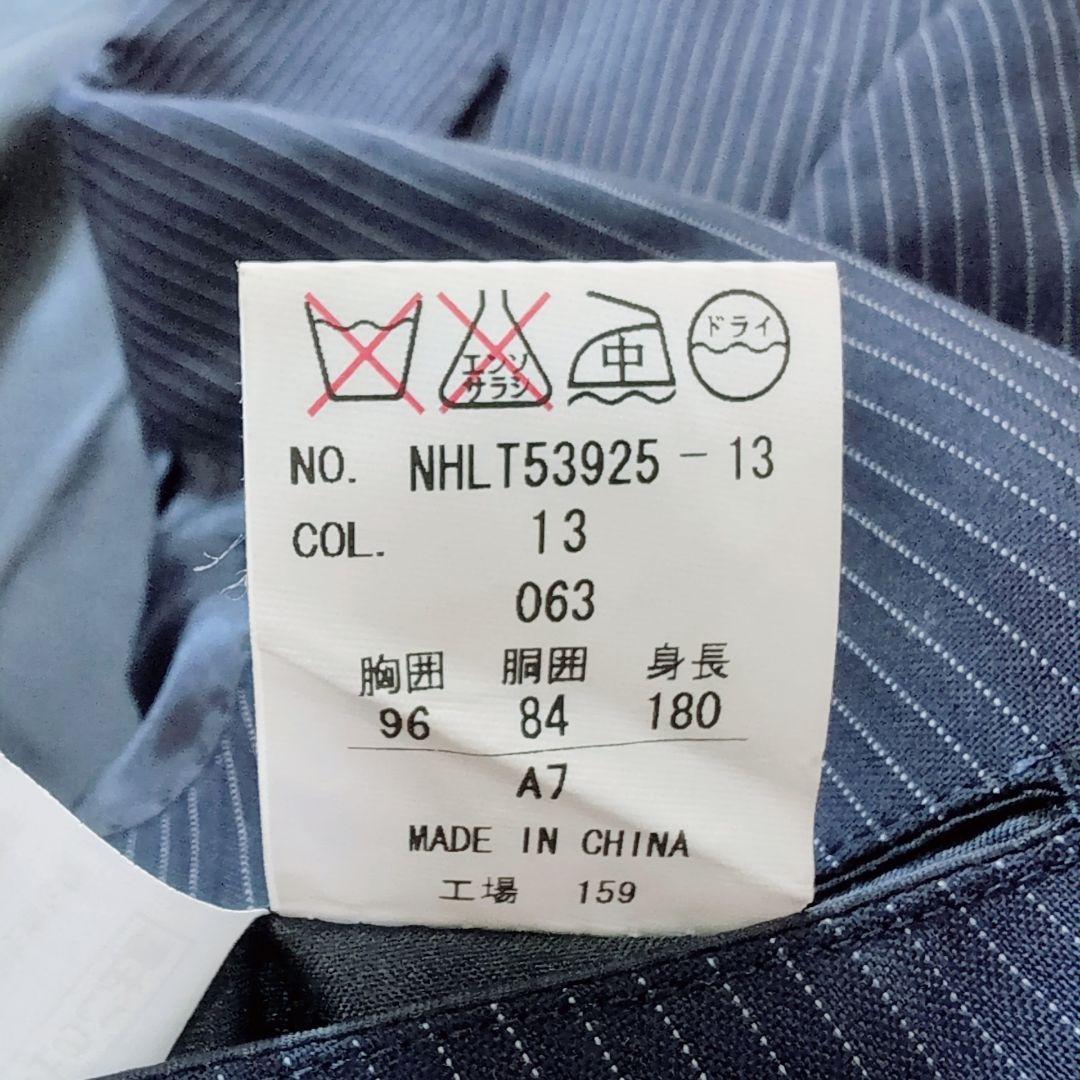 エンソ サラシ 中 ドライ
NO. NHLT53925-13
COL. 13
063
胸囲 胴囲 身長
96 84 180
A7
MADE IN CHINA
工場 159